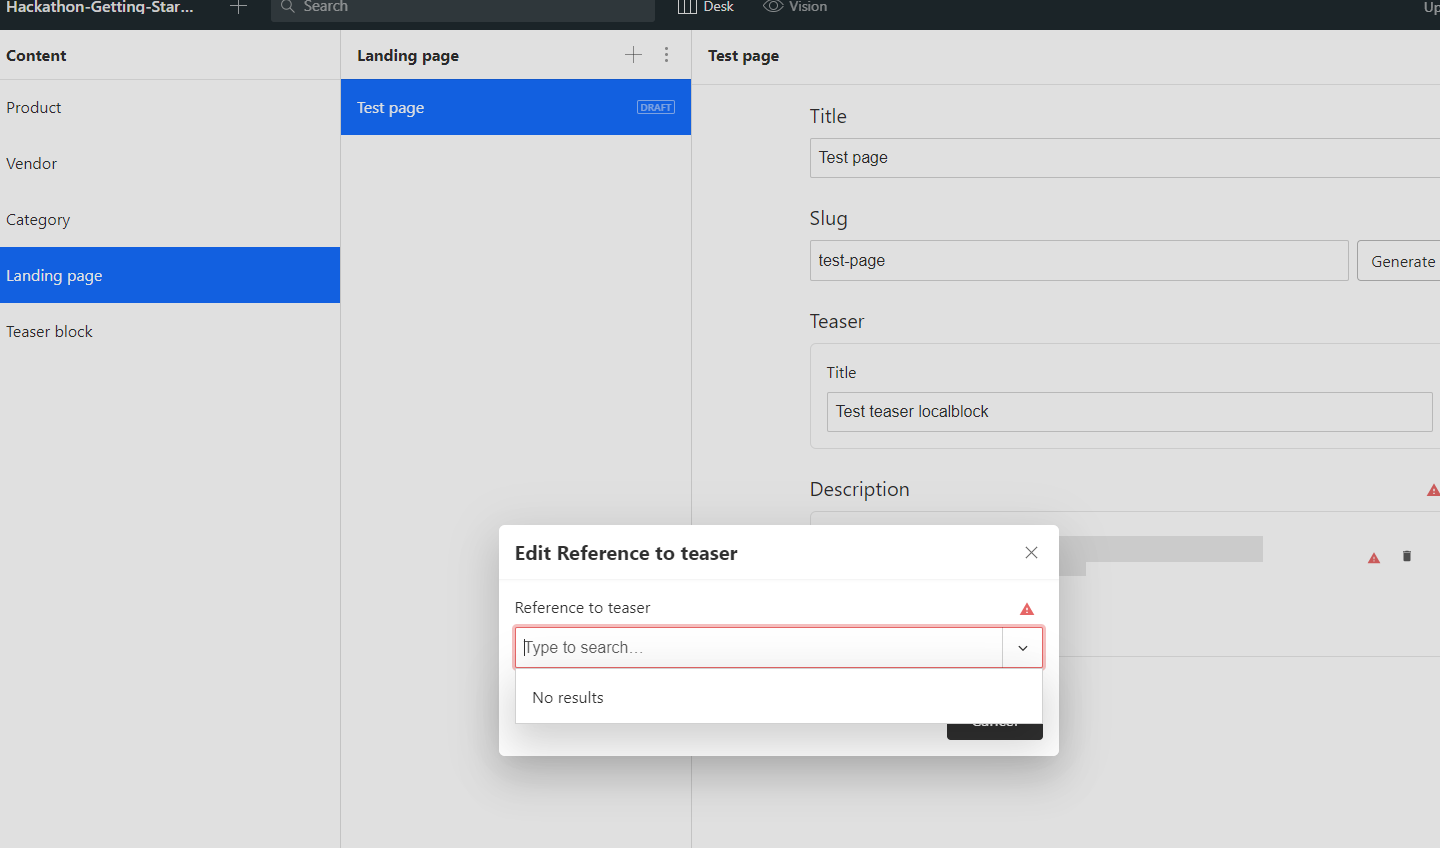 Hackathon-Getting-Star...
Search
Desk
Vision
Up
Content
Product
Vendor
Category
Landing page
Teaser block
Landing page
Test page
DRAFT
Test page
Title
Test page
Slug
test-page
Generate
Teaser
Title
Test teaser localblock
Description
Edit Reference to teaser
Reference to teaser
Type to search...
No results
Cancel